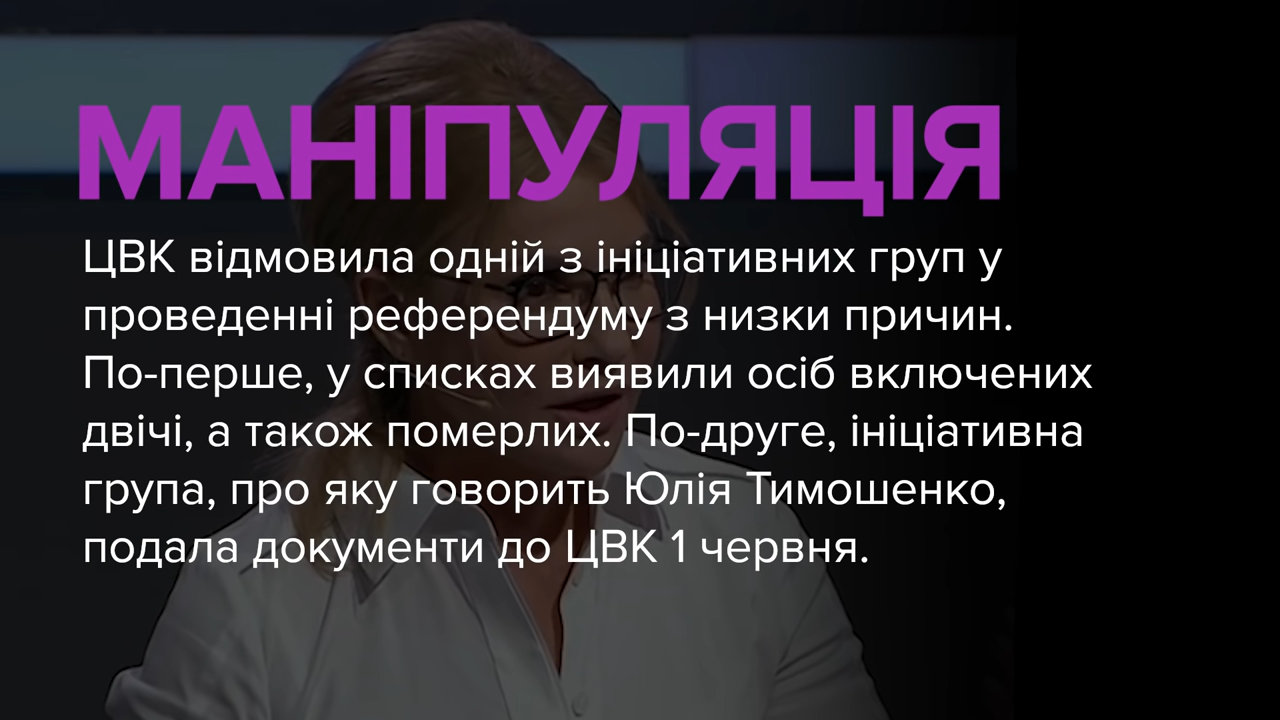 МАНІПУЛЯЦІЯ
ЦВК відмовила одній з ініціативних груп у
проведенні референдуму з низки причин.
По-перше, у списках виявили осіб включених
двічі, а також померлих. По-друге, ініціативна
група, про яку говорить Юлія Тимошенко,
подала документи до ЦВК 1 червня.